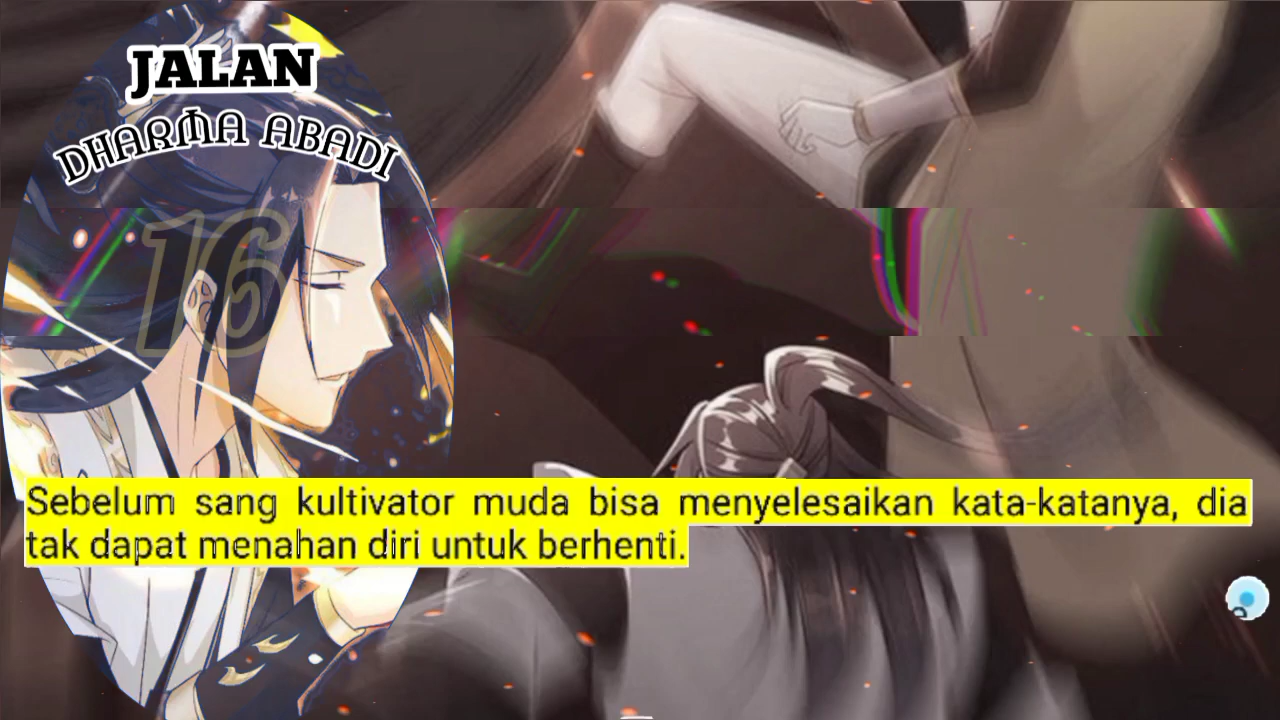 JALAN
DHARMA ABADI
16
Sebelum sang kultivator muda bisa menyelesaikan kata-katanya, dia
tak dapat menahan diri untuk berhenti.